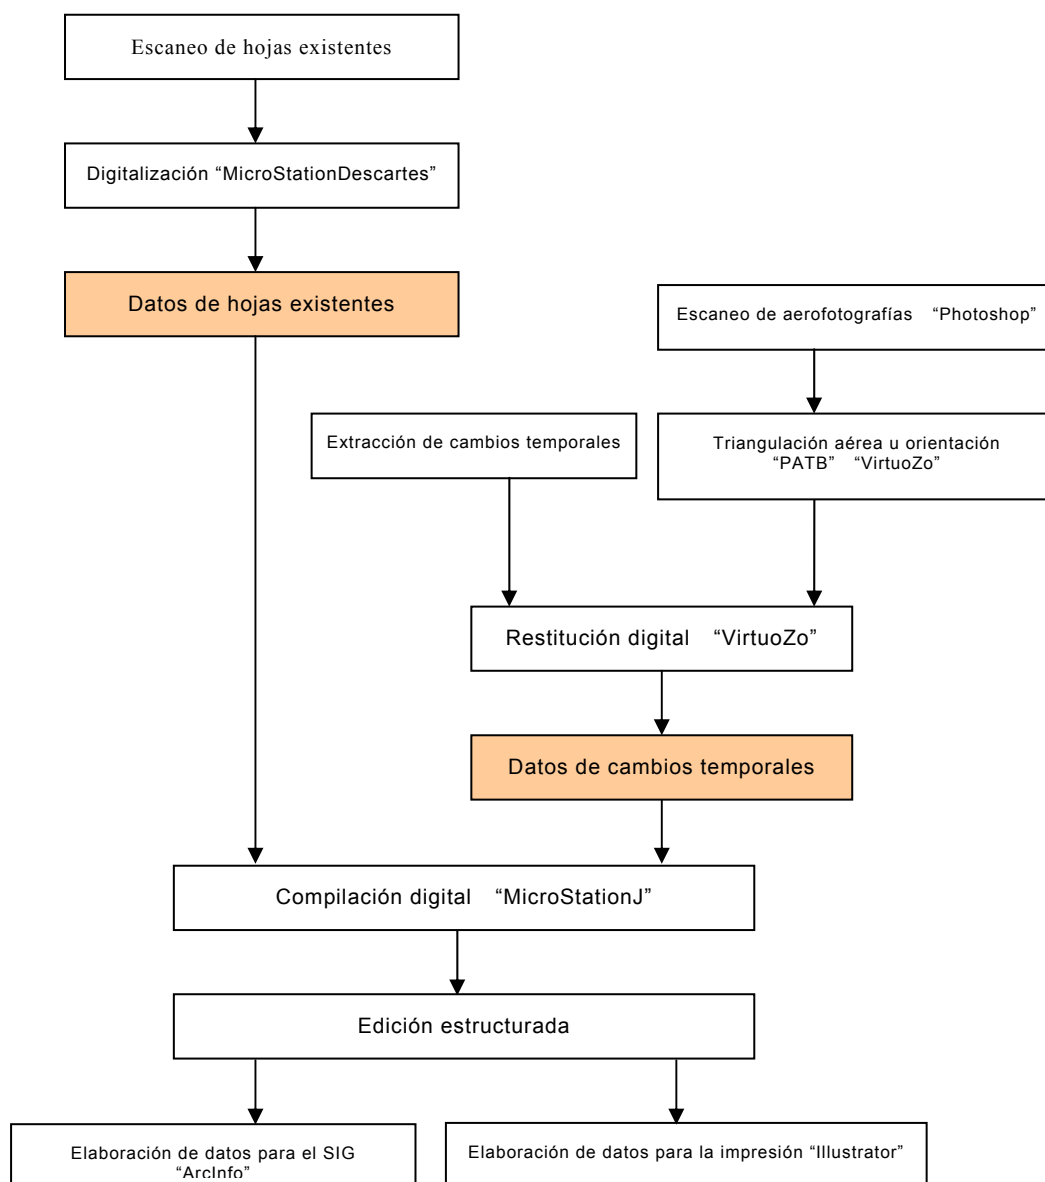 Escaneo de hojas existentes
Digitalización “MicroStationDescartes”
Datos de hojas existentes
Escaneo de aerofotografías “Photoshop”
Extracción de cambios temporales
Triangulación aérea u orientación
“PATB” “VirtuoZo”
Restitución digital “VirtuoZo”
Datos de cambios temporales
Compilación digital “MicroStationJ”
Edición estructurada
Elaboración de datos para el SIG
“ArcInfo”
Elaboración de datos para la impresión “Illustrator”